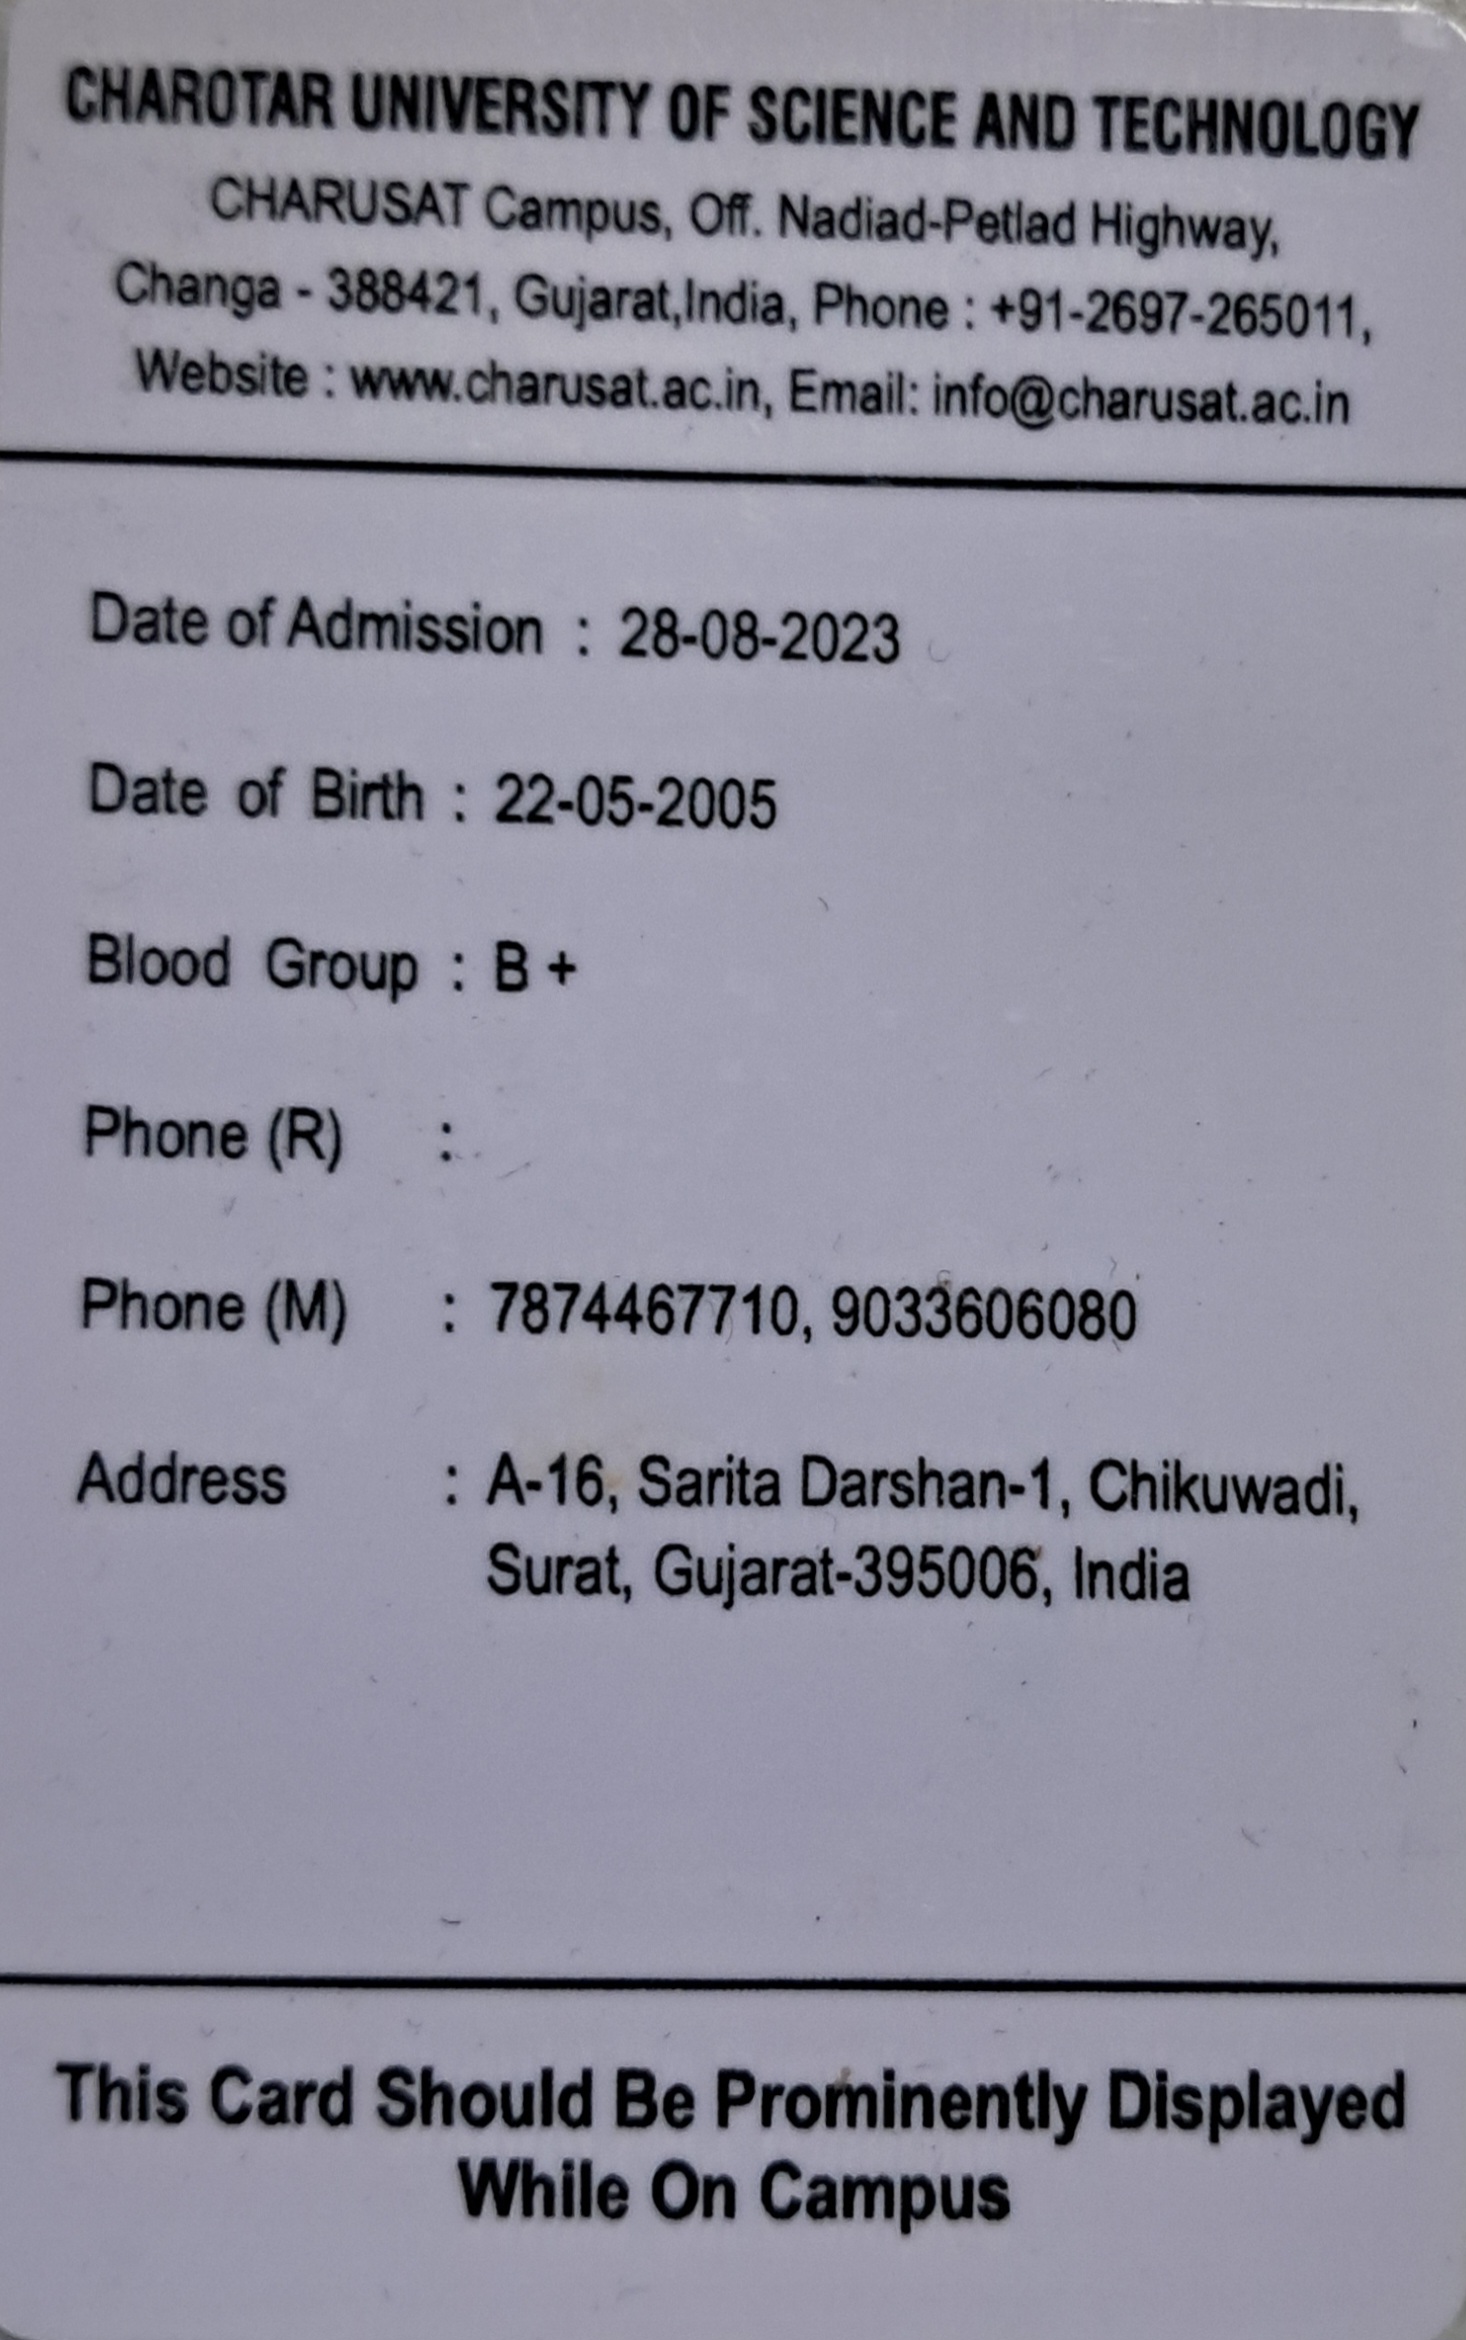 CHAROTAR UNIVERSITY OF SCIENCE AND TECHNOLOGY
CHARUSAT Campus, Off. Nadiad-Petlad Highway,
Changa - 388421, Gujarat,India, Phone : +91-2697-265011,
Website : www.charusat.ac.in, Email: info@charusat.ac.in
Date of Admission : 28-08-2023
Date of Birth : 22-05-2005
Blood Group : B +
Phone (R) :
Phone (M) : 7874467710, 9033606080
Address : A-16, Sarita Darshan-1, Chikuwadi,
Surat, Gujarat-395006, India
This Card Should Be Prominently Displayed
While On Campus